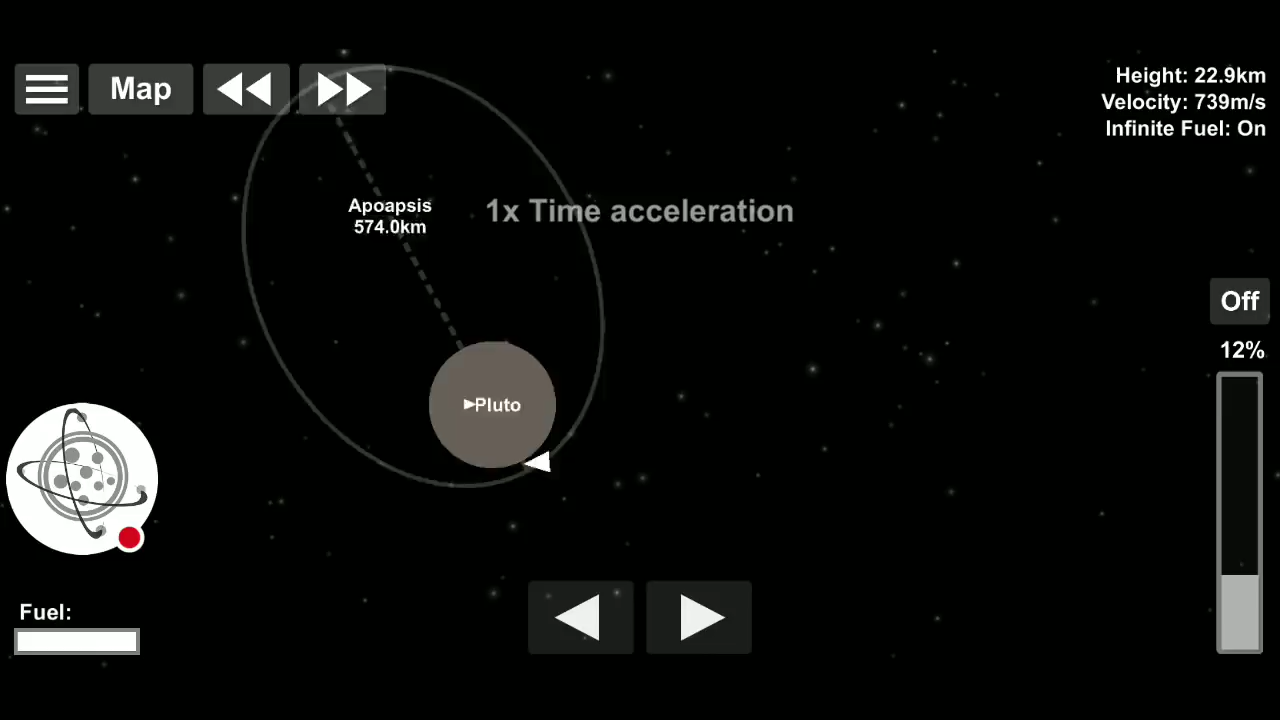 Map
Height: 22.9km
Velocity: 739m/s
Infinite Fuel: On
Apoapsis
574.0km
1x Time acceleration
Off
12%
Pluto
Fuel: